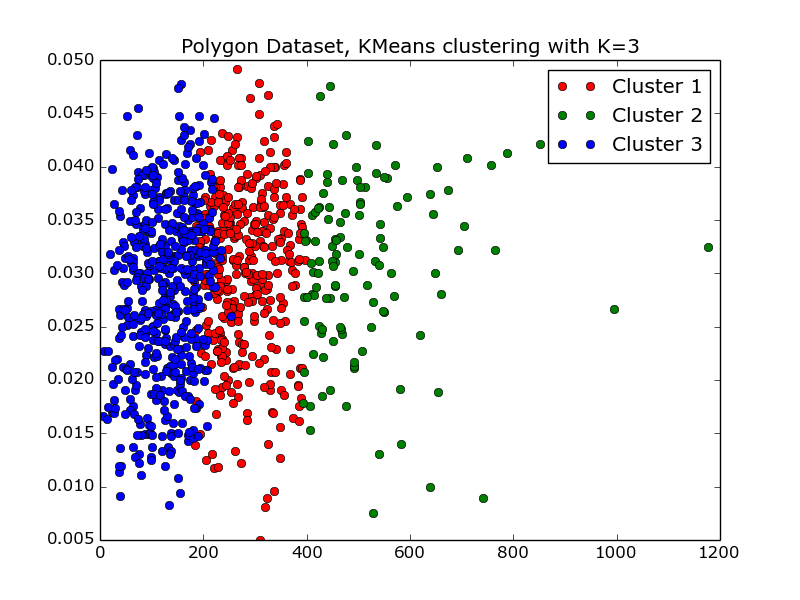 Polygon Dataset, KMeans clustering with K=3
0.050
0.045
0.040
0.035
0.030
0.025
0.020
0.015
0.010
0.005
Cluster 1
Cluster 2
Cluster 3
0 200 400 600 800 1000 1200